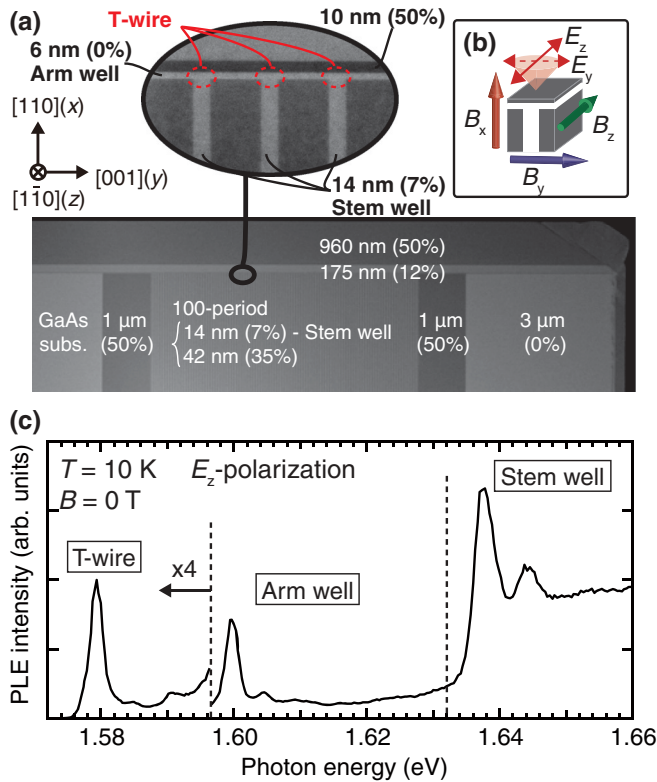 (a)
T-wire
10 nm (50%)
6 nm (0%)
Arm well
[110](x)
[001](y)
[11̄0](z)
14 nm (7%)
Stem well
(b)
E_z
E_y
B_x
B_z
B_y
960 nm (50%)
175 nm (12%)
GaAs
subs.
1 μm
(50%)
100-period
14 nm (7%) - Stem well
42 nm (35%)
1 μm
(50%)
3 μm
(0%)
(c)
PLE intensity (arb. units)
T = 10 K
B = 0 T
E_z-polarization
Stem well
T-wire
x4
Arm well
1.58
1.60
1.62
1.64
1.66
Photon energy (eV)